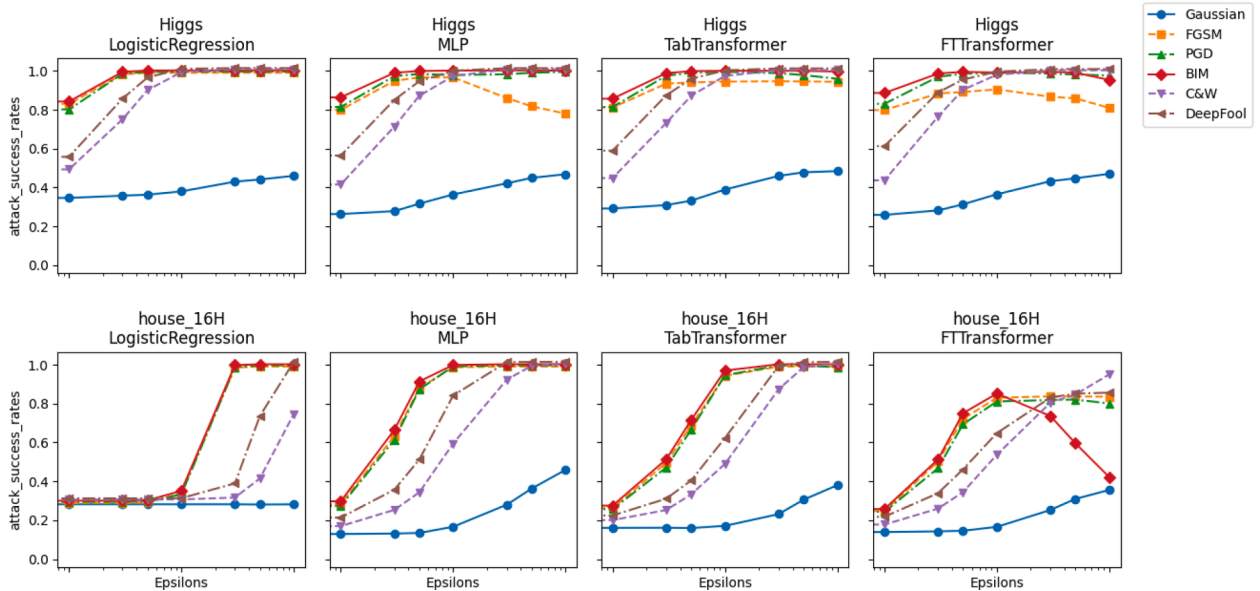 Higgs
LogisticRegression
Higgs
MLP
Higgs
TabTransformer
Higgs
FTTransformer
Gaussian
FGSM
PGD
BIM
C&W
DeepFool
attack_success_rates
1.0
0.8
0.6
0.4
0.2
0.0
house_16H
LogisticRegression
house_16H
MLP
house_16H
TabTransformer
house_16H
FTTransformer
attack_success_rates
1.0
0.8
0.6
0.4
0.2
0.0
Epsilons
Epsilons
Epsilons
Epsilons